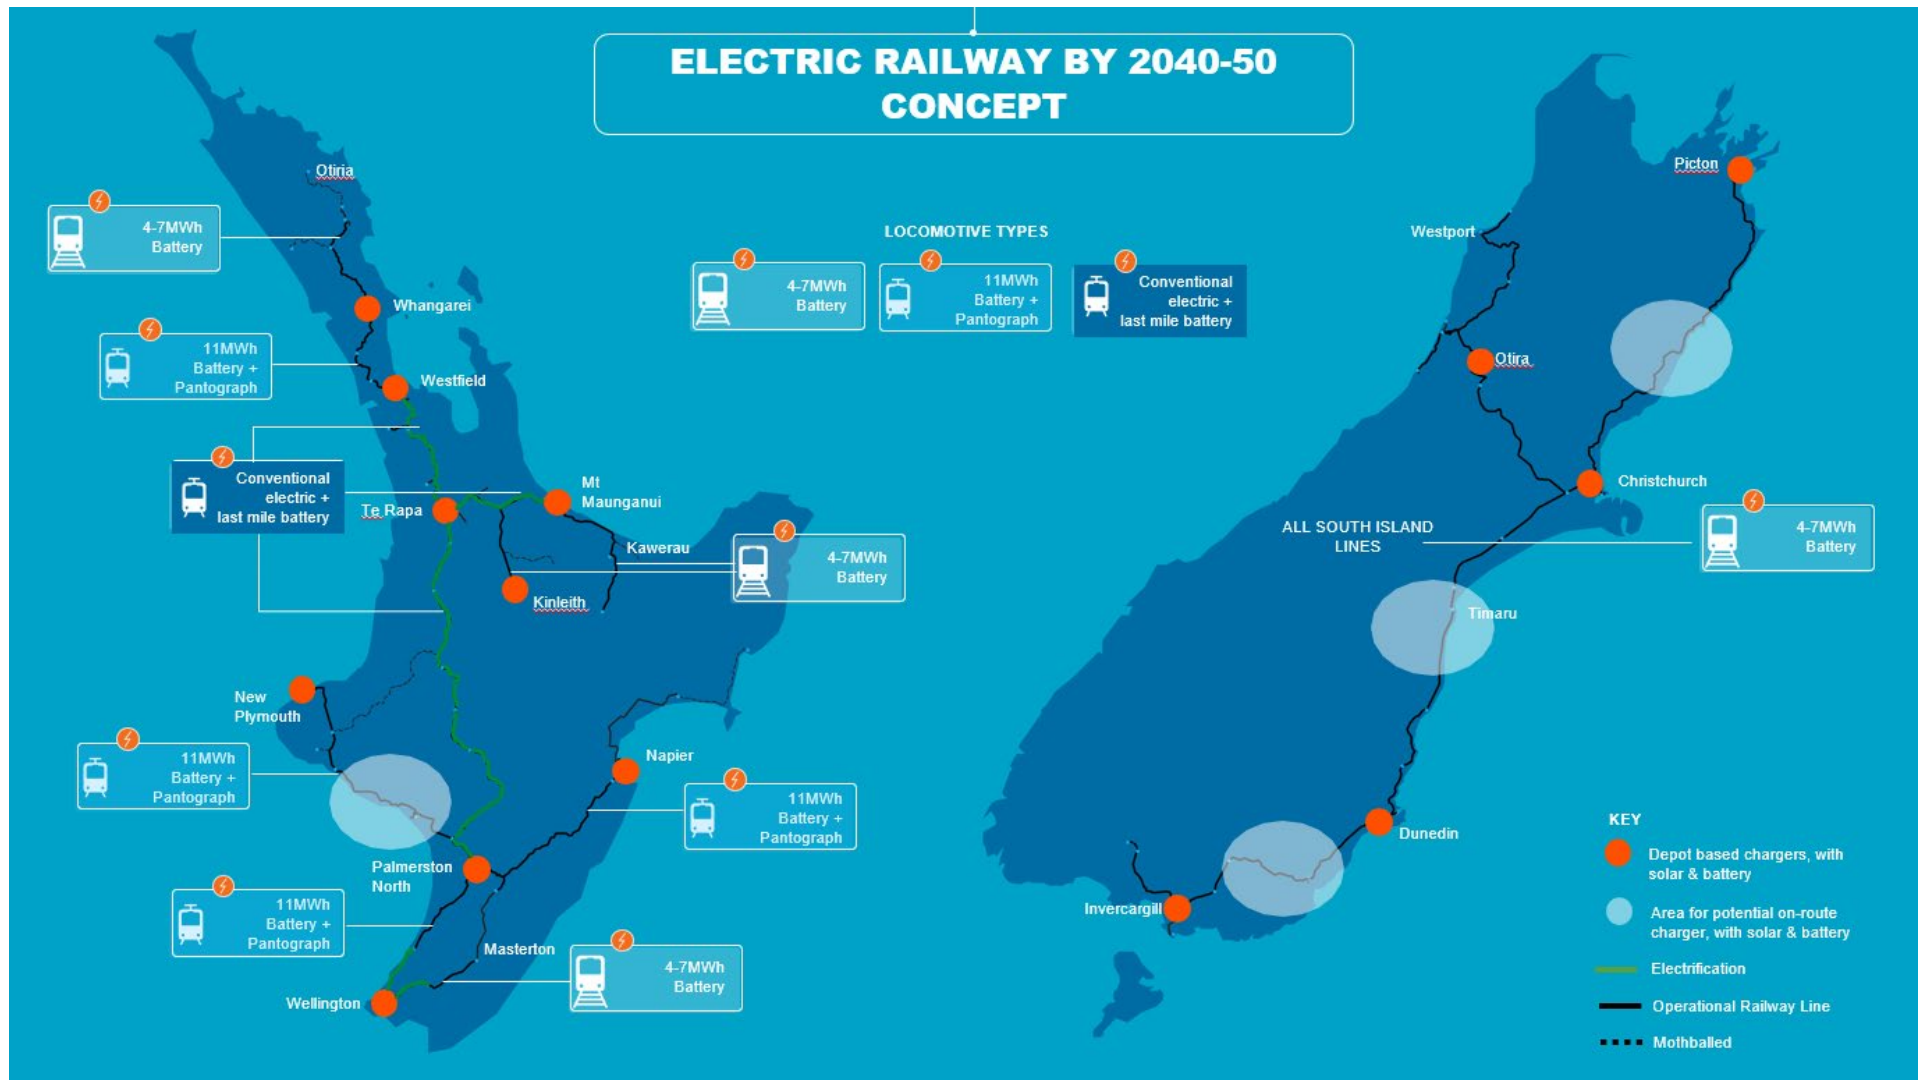 ELECTRIC RAILWAY BY 2040-50
CONCEPT
Otiria
4-7MWh
Battery
Whangarei
11MWh
Battery +
Pantograph
Westfield
Conventional
electric +
last mile battery
Te Rapa
Mt
Maunganui
Kawerau
4-7MWh
Battery
Kinleith
New
Plymouth
11MWh
Battery +
Pantograph
Napier
11MWh
Battery +
Pantograph
Palmerston
North
11MWh
Battery +
Pantograph
Masterton
4-7MWh
Battery
Wellington
LOCOMOTIVE TYPES
4-7MWh
Battery
11MWh
Battery +
Pantograph
Conventional
electric +
last mile battery
Picton
Westport
Otira
Christchurch
ALL SOUTH ISLAND
LINES
4-7MWh
Battery
Timaru
Dunedin
Invercargill
KEY
Depot based chargers, with
solar & battery
Area for potential on-route
charger, with solar & battery
Electrification
Operational Railway Line
Mothballed